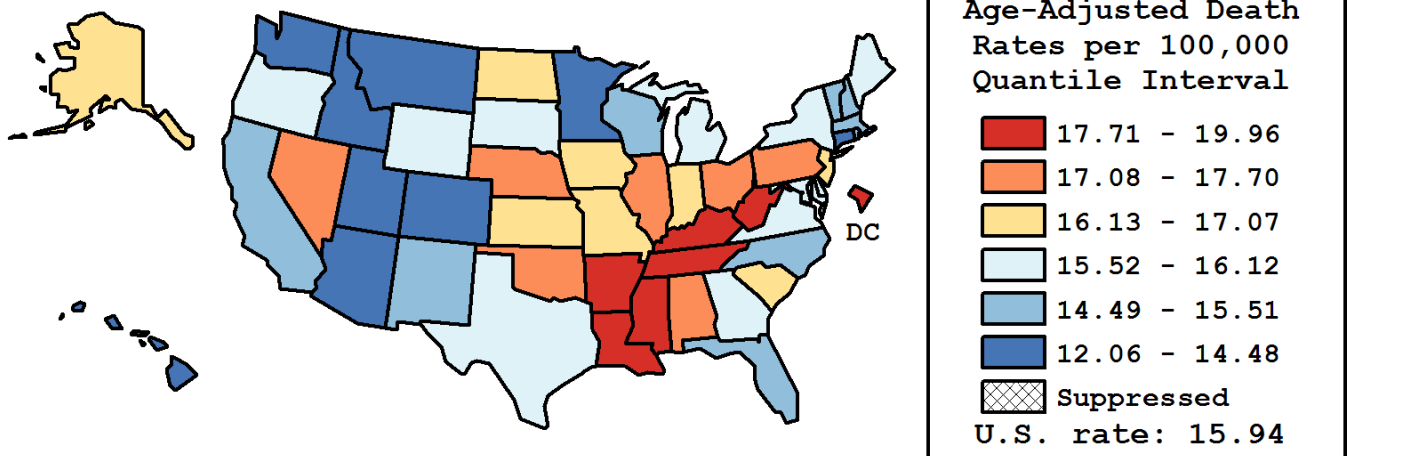 Age-Adjusted Death
Rates per 100,000
Quantile Interval
17.71 - 19.96
17.08 - 17.70
16.13 - 17.07
15.52 - 16.12
14.49 - 15.51
12.06 - 14.48
Suppressed
U.S. rate: 15.94
DC